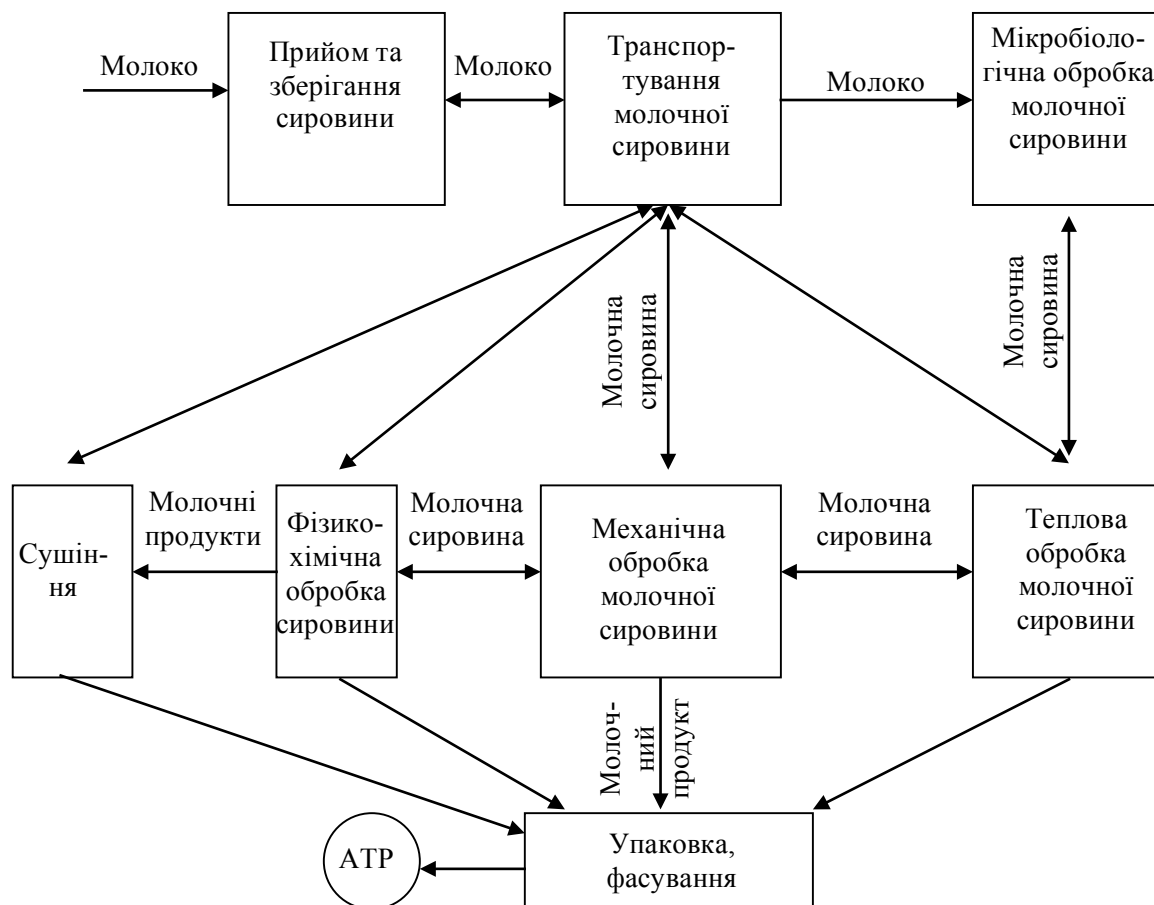 Молоко
Прийом та
зберігання
сировини
Молоко
Транспор-
тування
молочної
сировини
Молоко
Мікробіоло-
гічна обробка
молочної
сировини
Молочна
сировина
Молочна
сировина
Сушін-
ня
Молочні
продукти
Фізико-
хімічна
обробка
сировини
Молочна
сировина
Механічна
обробка
молочної
сировини
Молочна
сировина
Теплова
обробка
молочної
сировини
Молоч-
ний
продукт
АТР
Упаковка,
фасування